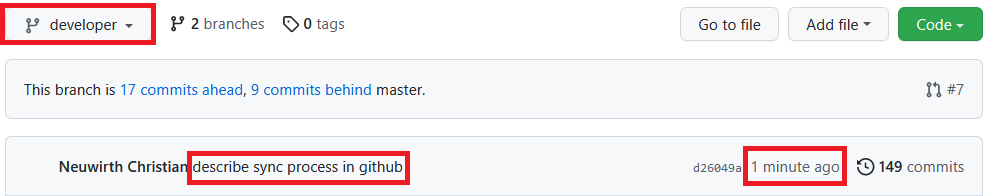 developer 2 branches 0 tags Go to file Add file Code
This branch is 17 commits ahead, 9 commits behind master. #7
Neuwirth Christian describe sync process in github d26049a 1 minute ago 149 commits